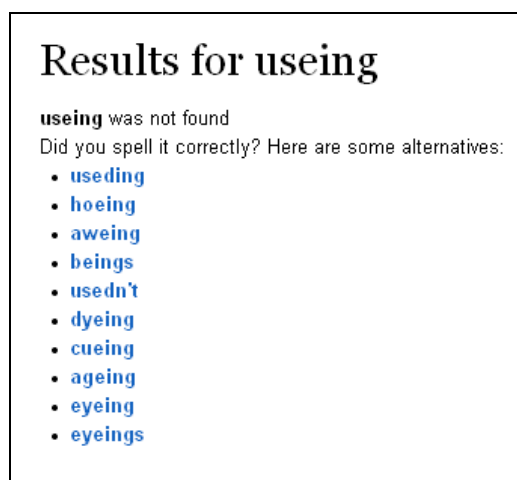 Results for useing
useing was not found
Did you spell it correctly? Here are some alternatives:
• useding
• hoeing
• aweing
• beings
• usedn't
• dyeing
• cueing
• ageing
• eyeing
• eyeings